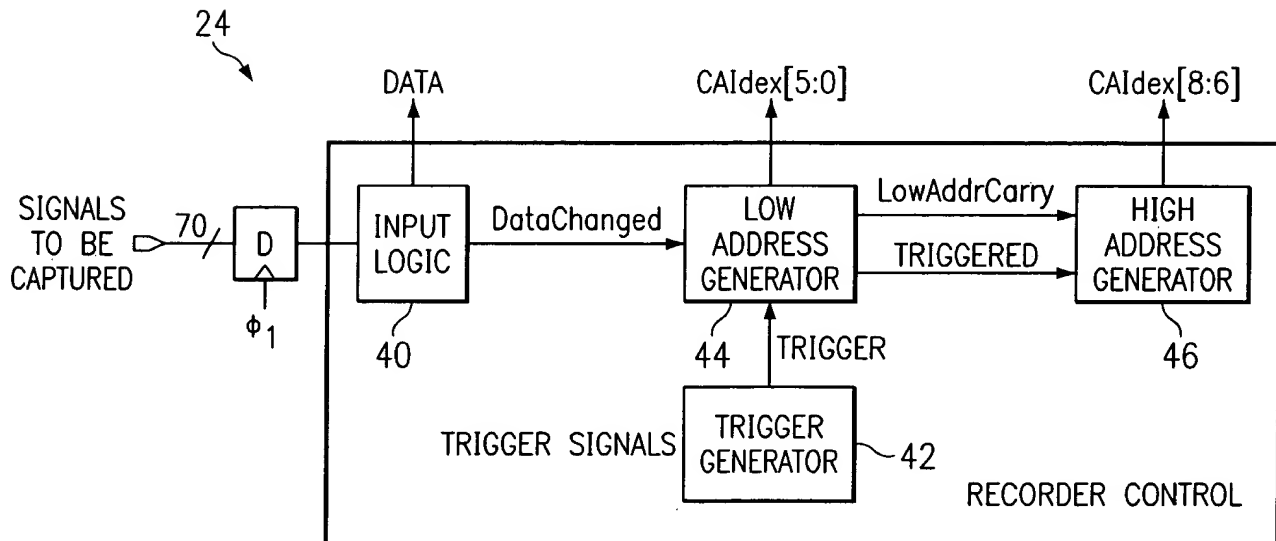 24
DATA
CAIdex[5:0]
CAIdex[8:6]
SIGNALS
TO BE
CAPTURED
70
D
ϕ1
INPUT
LOGIC
40
DataChanged
LOW
ADDRESS
GENERATOR
44
LowAddrCarry
TRIGGERED
HIGH
ADDRESS
GENERATOR
46
TRIGGER
TRIGGER SIGNALS
TRIGGER
GENERATOR
42
RECORDER CONTROL